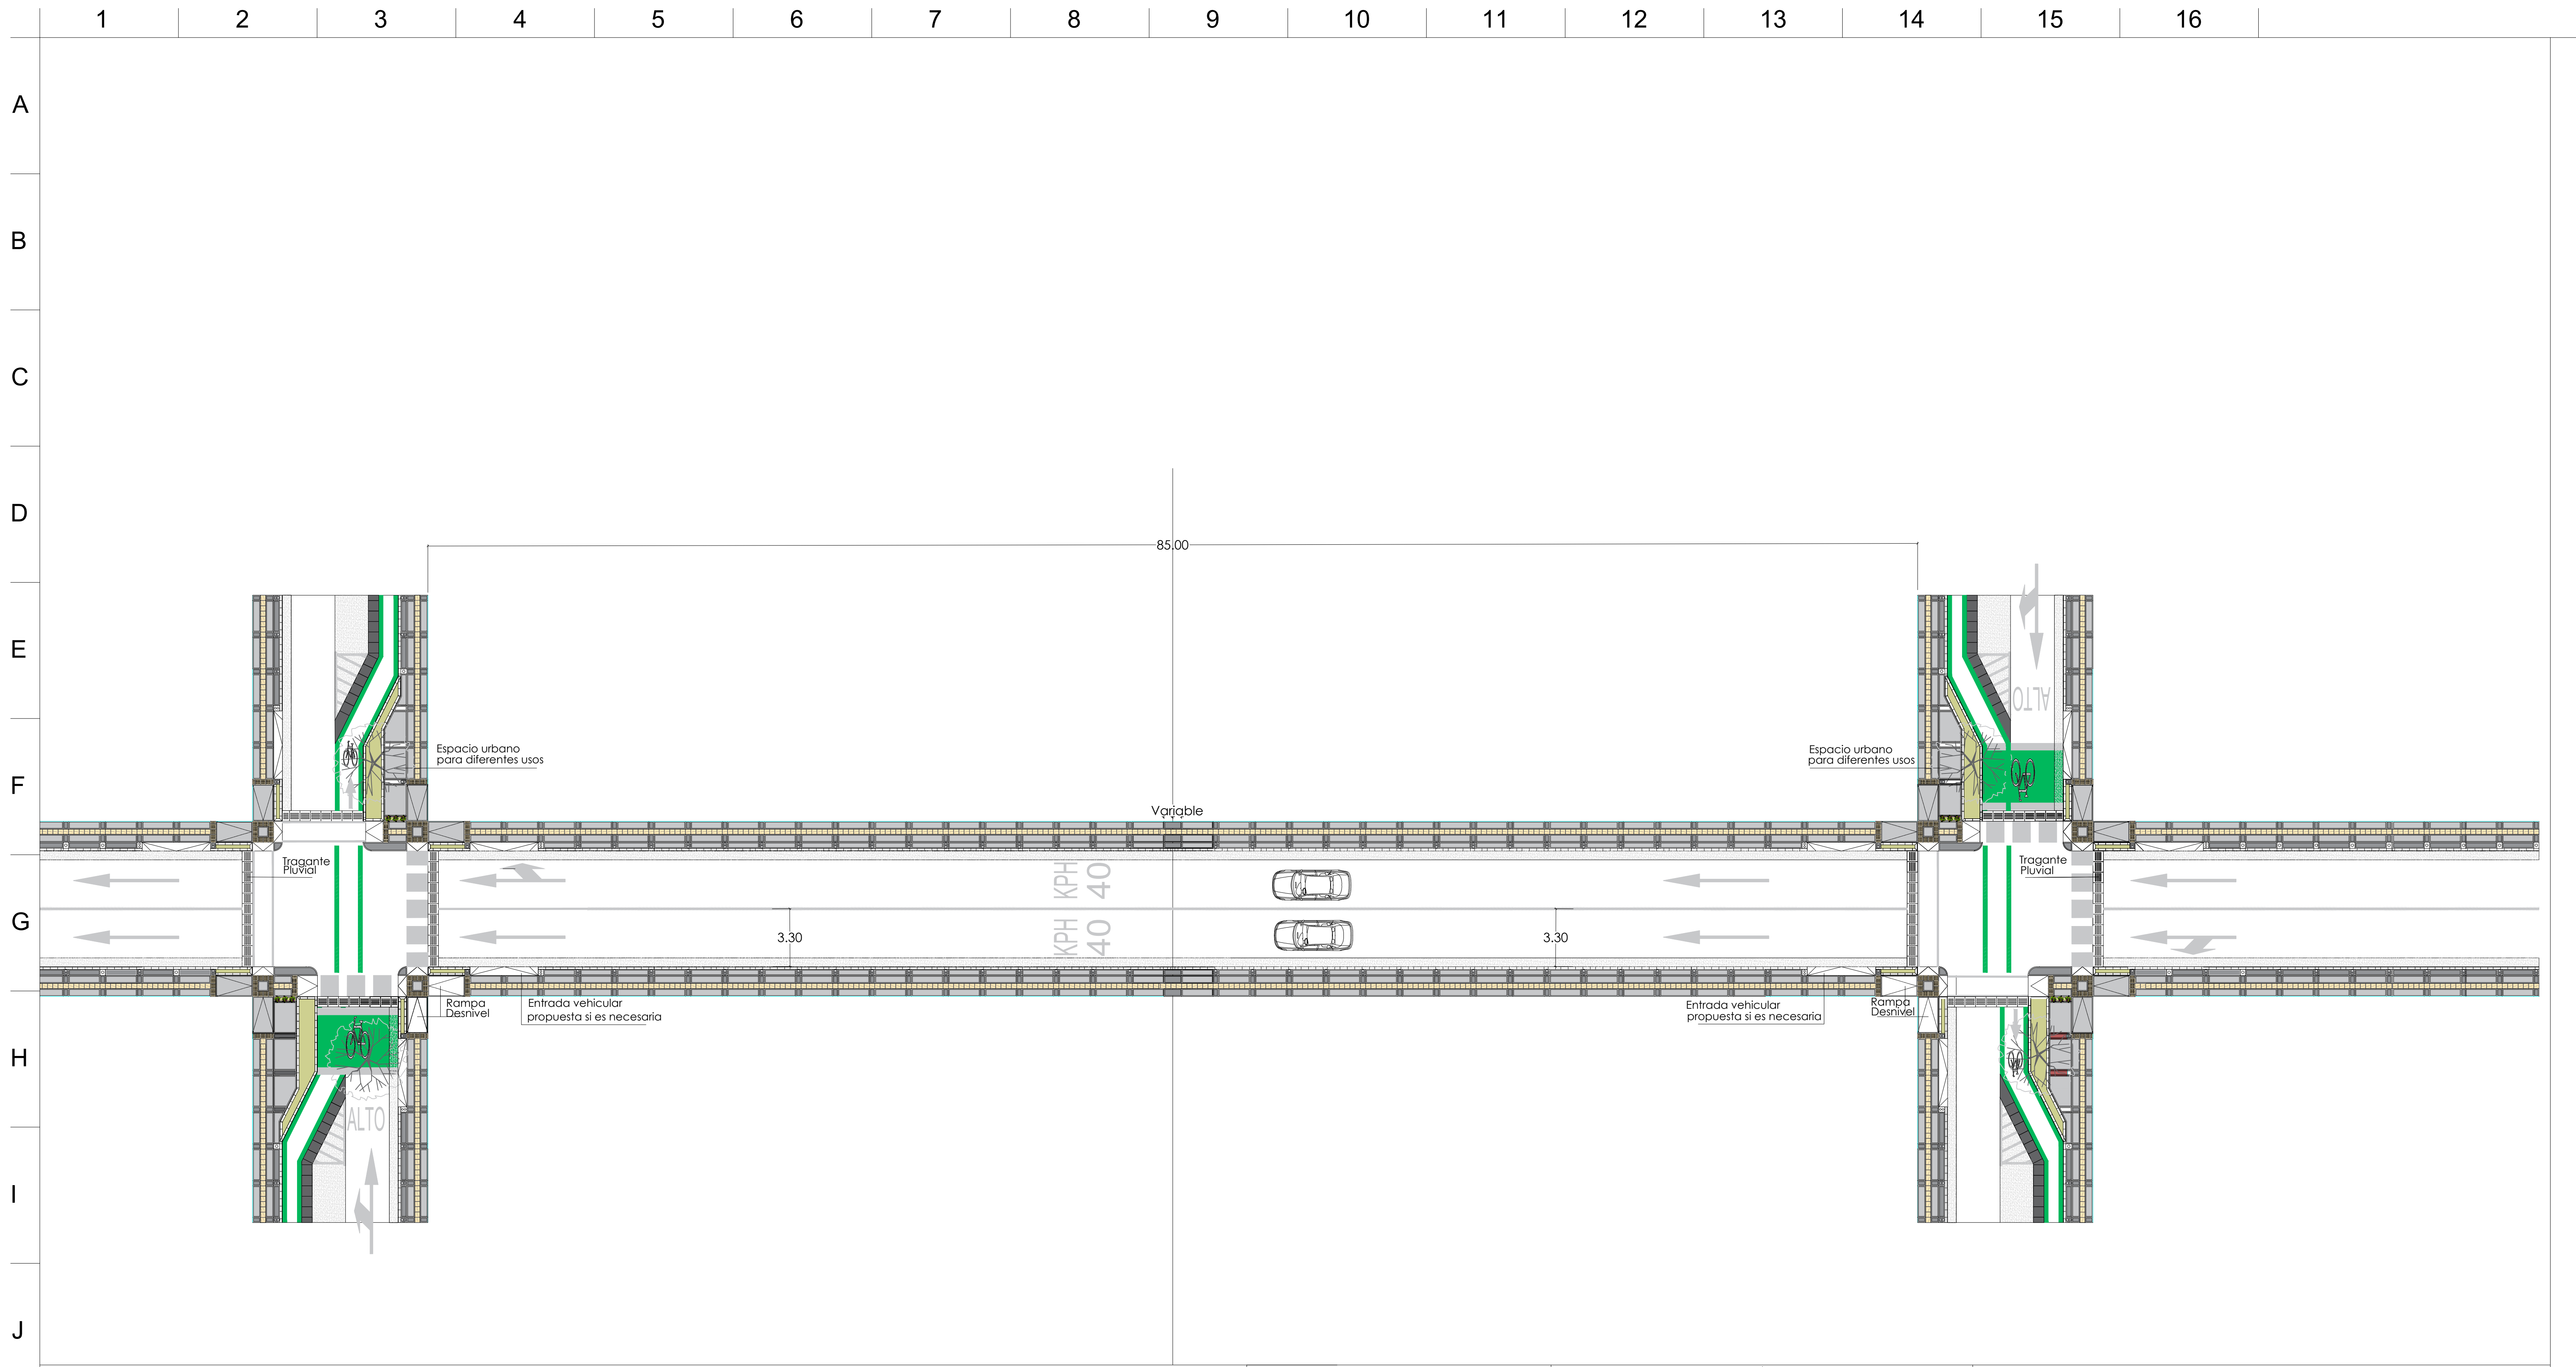 1 2 3 4 5 6 7 8 9 10 11 12 13 14 15 16
A
B
C
D
85.00
E
ALTO
F
Espacio urbano
para diferentes usos
Espacio urbano
para diferentes usos
Variable
Tragante
Pluvial
KPH
40
Tragante
Pluvial
G
KPH
40
3.30
3.30
Rampa
Desnivel
Entrada vehicular
propuesta si es necesaria
Entrada vehicular
propuesta si es necesaria
Rampa
Desnivel
H
ALTO
I
J